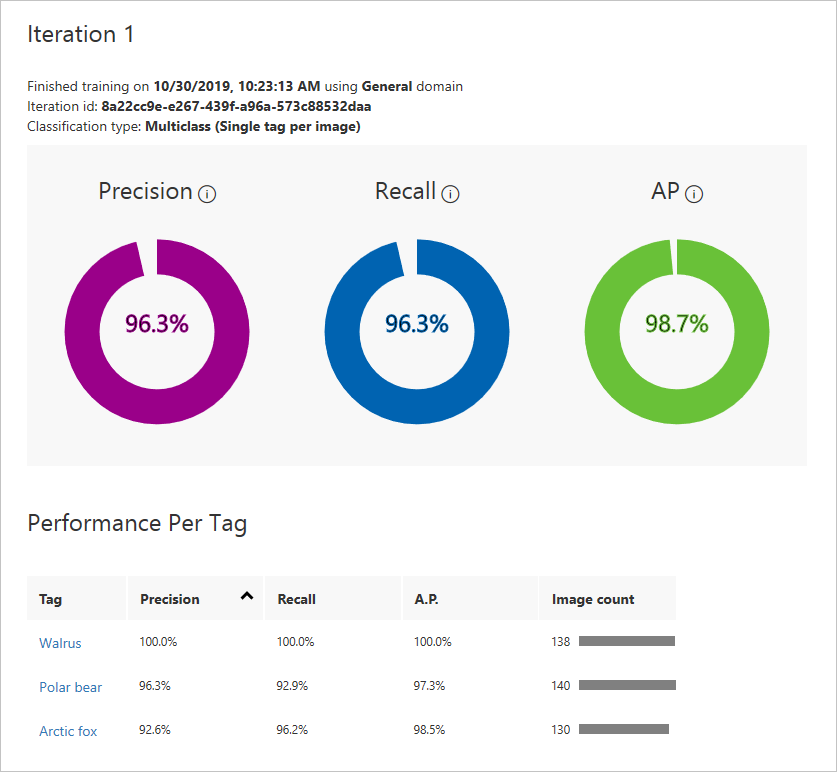 Iteration 1
Finished training on 10/30/2019, 10:23:13 AM using General domain
Iteration id: 8a22cc9e-e267-439f-a96a-573c88532daa
Classification type: Multiclass (Single tag per image)
Precision Recall AP
96.3% 96.3% 98.7%
Performance Per Tag
Tag Precision Recall A.P. Image count
Walrus 100.0% 100.0% 100.0% 138
Polar bear 96.3% 92.9% 97.3% 140
Arctic fox 92.6% 96.2% 98.5% 130